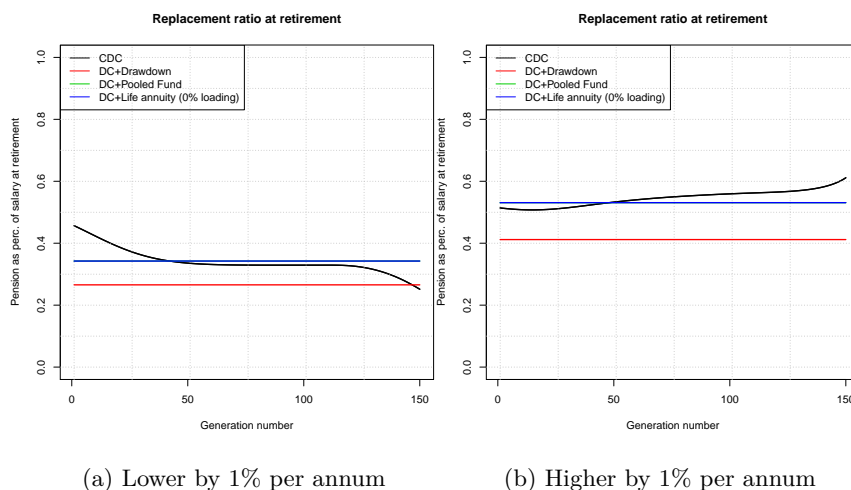 Replacement ratio at retirement
CDC
DC+Drawdown
DC+Pooled Fund
DC+Life annuity (0% loading)
Pension as perc. of salary at retirement
0.0
0.2
0.4
0.6
0.8
1.0
0
50
100
150
Generation number
(a) Lower by 1% per annum
Replacement ratio at retirement
CDC
DC+Drawdown
DC+Pooled Fund
DC+Life annuity (0% loading)
Pension as perc. of salary at retirement
0.0
0.2
0.4
0.6
0.8
1.0
0
50
100
150
Generation number
(b) Higher by 1% per annum